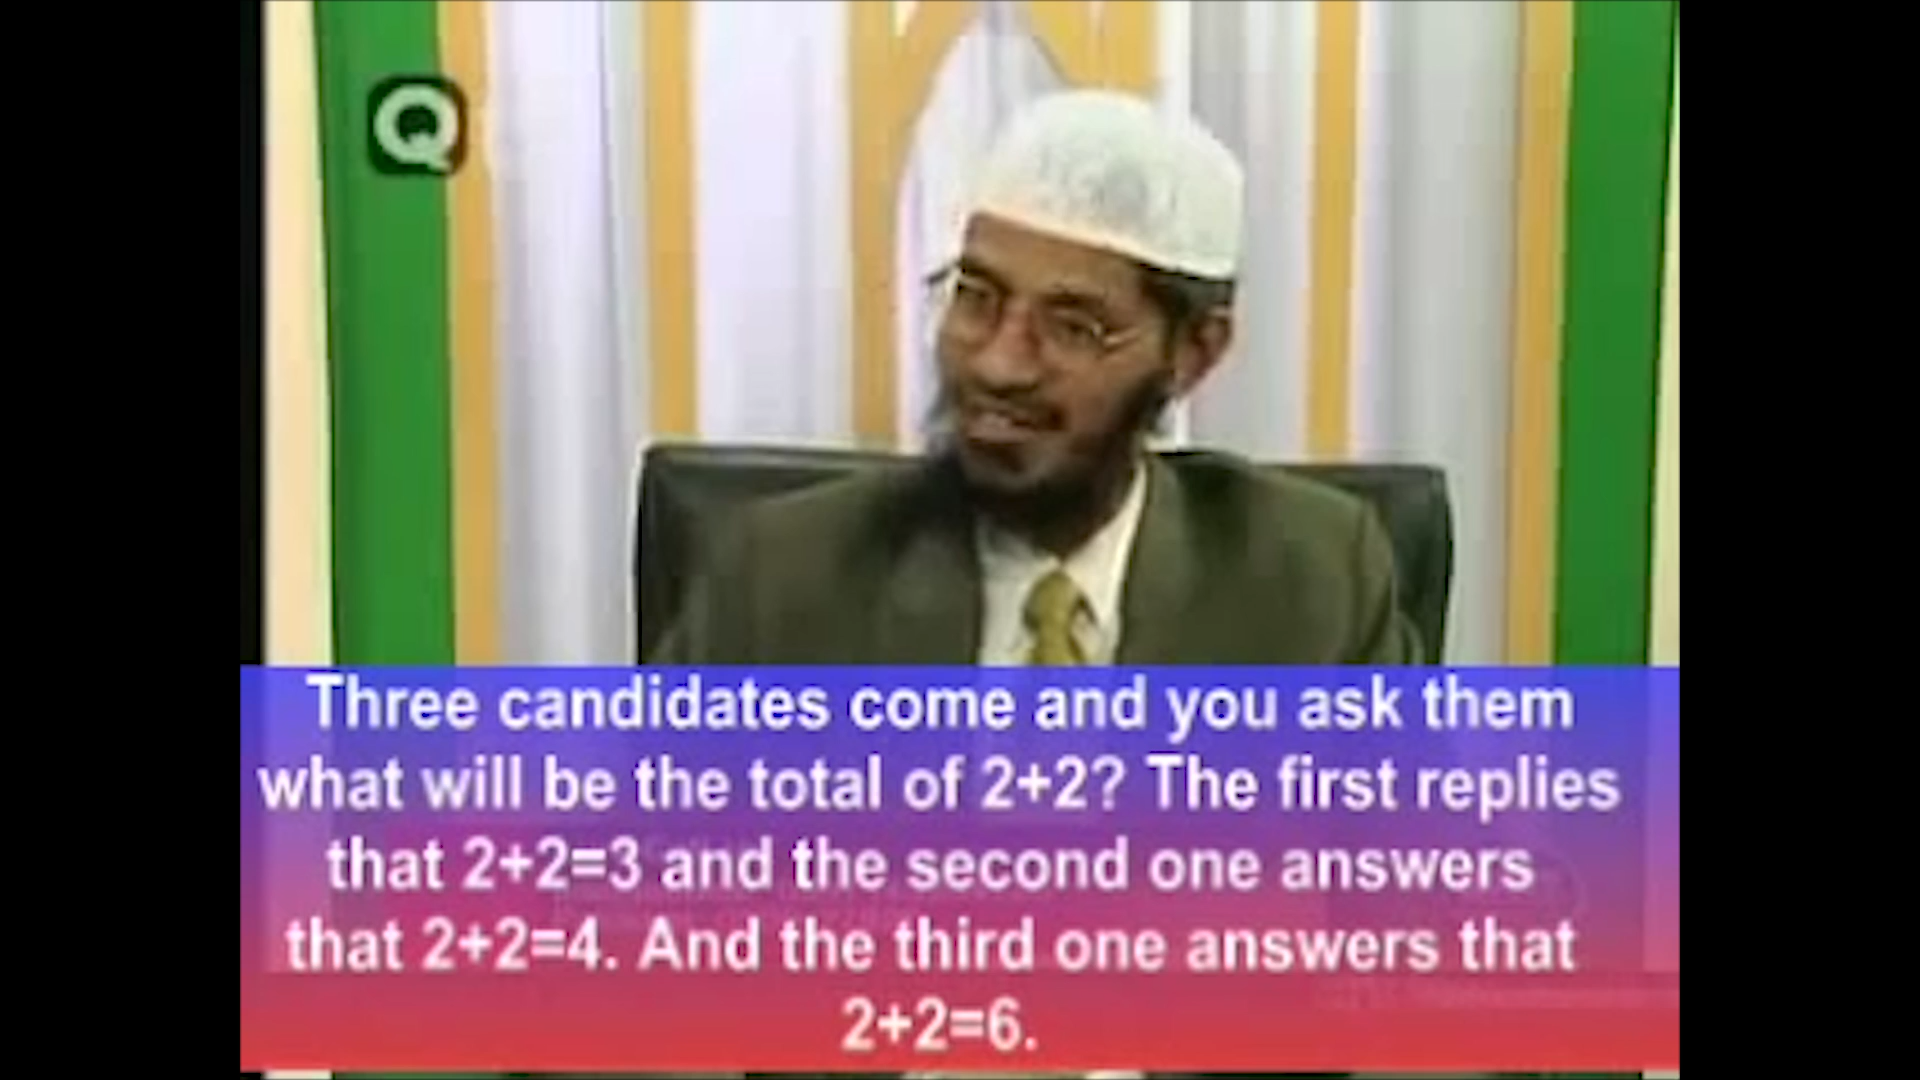 Q
Three candidates come and you ask them
what will be the total of 2+2? The first replies
that 2+2=3 and the second one answers
that 2+2=4. And the third one answers that
2+2=6.